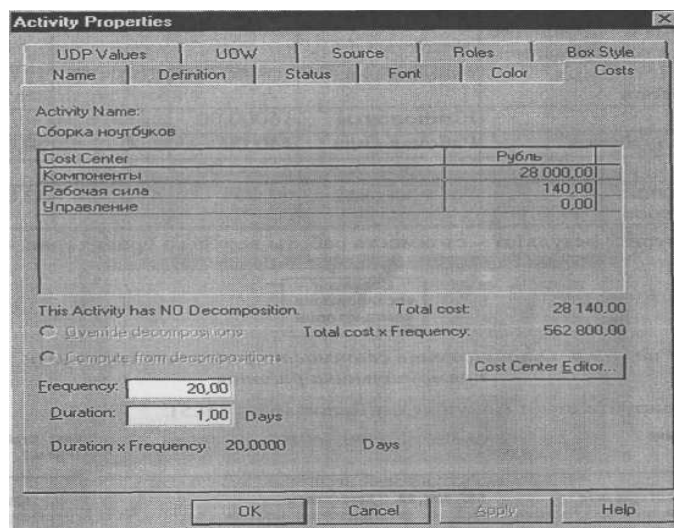 Activity Properties
UDP Values UOW Source Roles Box Style
Name Definition Status Font Color Costs
Activity Name:
Сборка ноутбуков
Cost Center Рубль
Компоненты 28 000,00
Рабочая сила 140,00
Управление 0,00
This Activity has NO Decomposition. Total cost: 28 140,00
Override decompositions Total cost x Frequency: 562 800,00
Compute from decompositions
Cost Center Editor...
Frequency: 20,00
Duration: 1,00 Days
Duration x Frequency 20,0000 Days
OK Cancel Apply Help